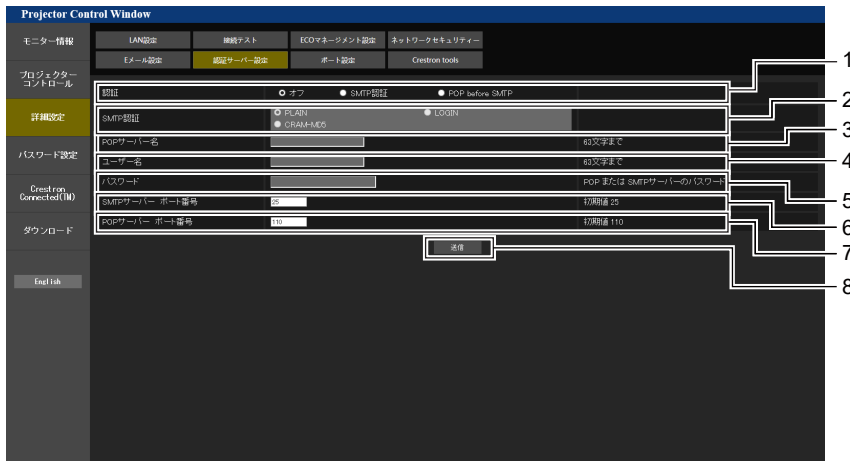 Projector Control Window
モニター情報
プロジェクター
コントロール
詳細設定
パスワード設定
Crestron
Connected(TM)
ダウンロード
English
LAN設定 接続テスト ECOマネージメント設定 ネットワークセキュリティー
Eメール設定 認証サーバー設定 ポート設定 Crestron tools
認証 オフ SMTP認証 POP before SMTP
SMTP認証 PLAIN LOGIN
CRAM-MD5
POPサーバー名 63文字まで
ユーザー名 63文字まで
パスワード POP または SMTPサーバーのパスワード
SMTPサーバー ポート番号 25 初期値 25
POPサーバー ポート番号 110 初期値 110
送信
1
2
3
4
5
6
7
8